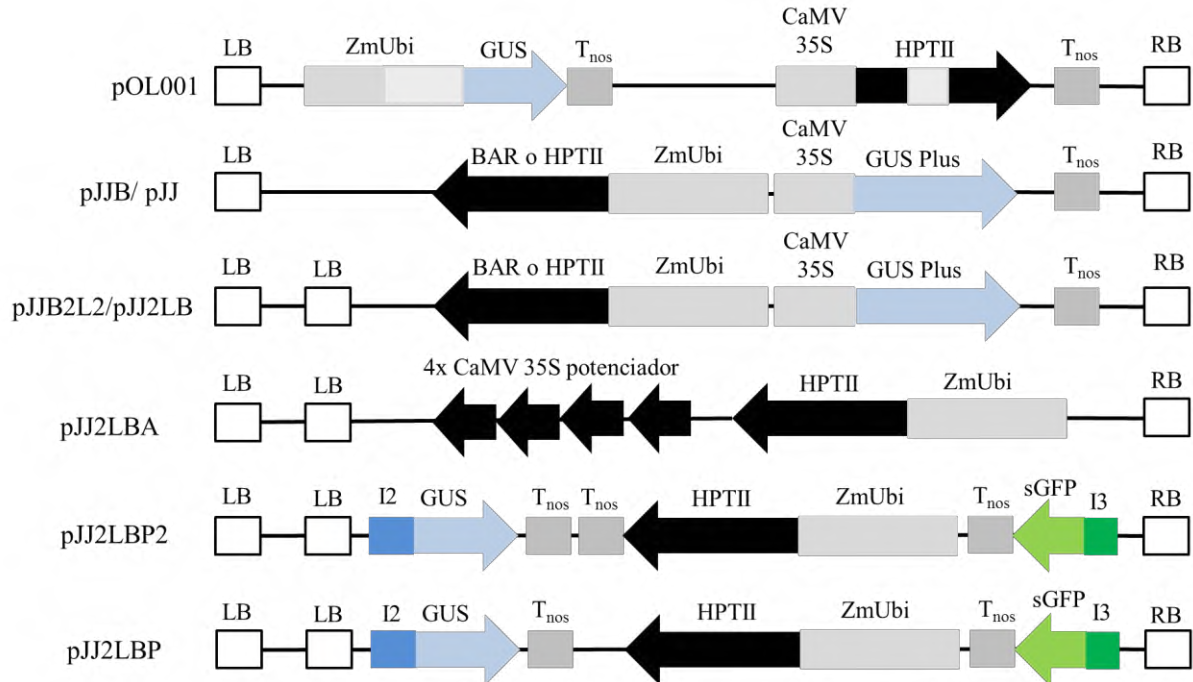 LB ZmUbi GUS Tnos CaMV 35S HPTII Tnos RB
pOL001
LB BAR o HPTII ZmUbi CaMV 35S GUS Plus Tnos RB
pJJB/ pJJ
LB LB BAR o HPTII ZmUbi CaMV 35S GUS Plus Tnos RB
pJJB2L2/pJJ2LB
LB LB 4x CaMV 35S potenciador HPTII ZmUbi RB
pJJ2LBA
LB LB I2 GUS Tnos Tnos HPTII ZmUbi Tnos sGFP I3 RB
pJJ2LBP2
LB LB I2 GUS Tnos HPTII ZmUbi Tnos sGFP I3 RB
pJJ2LBP